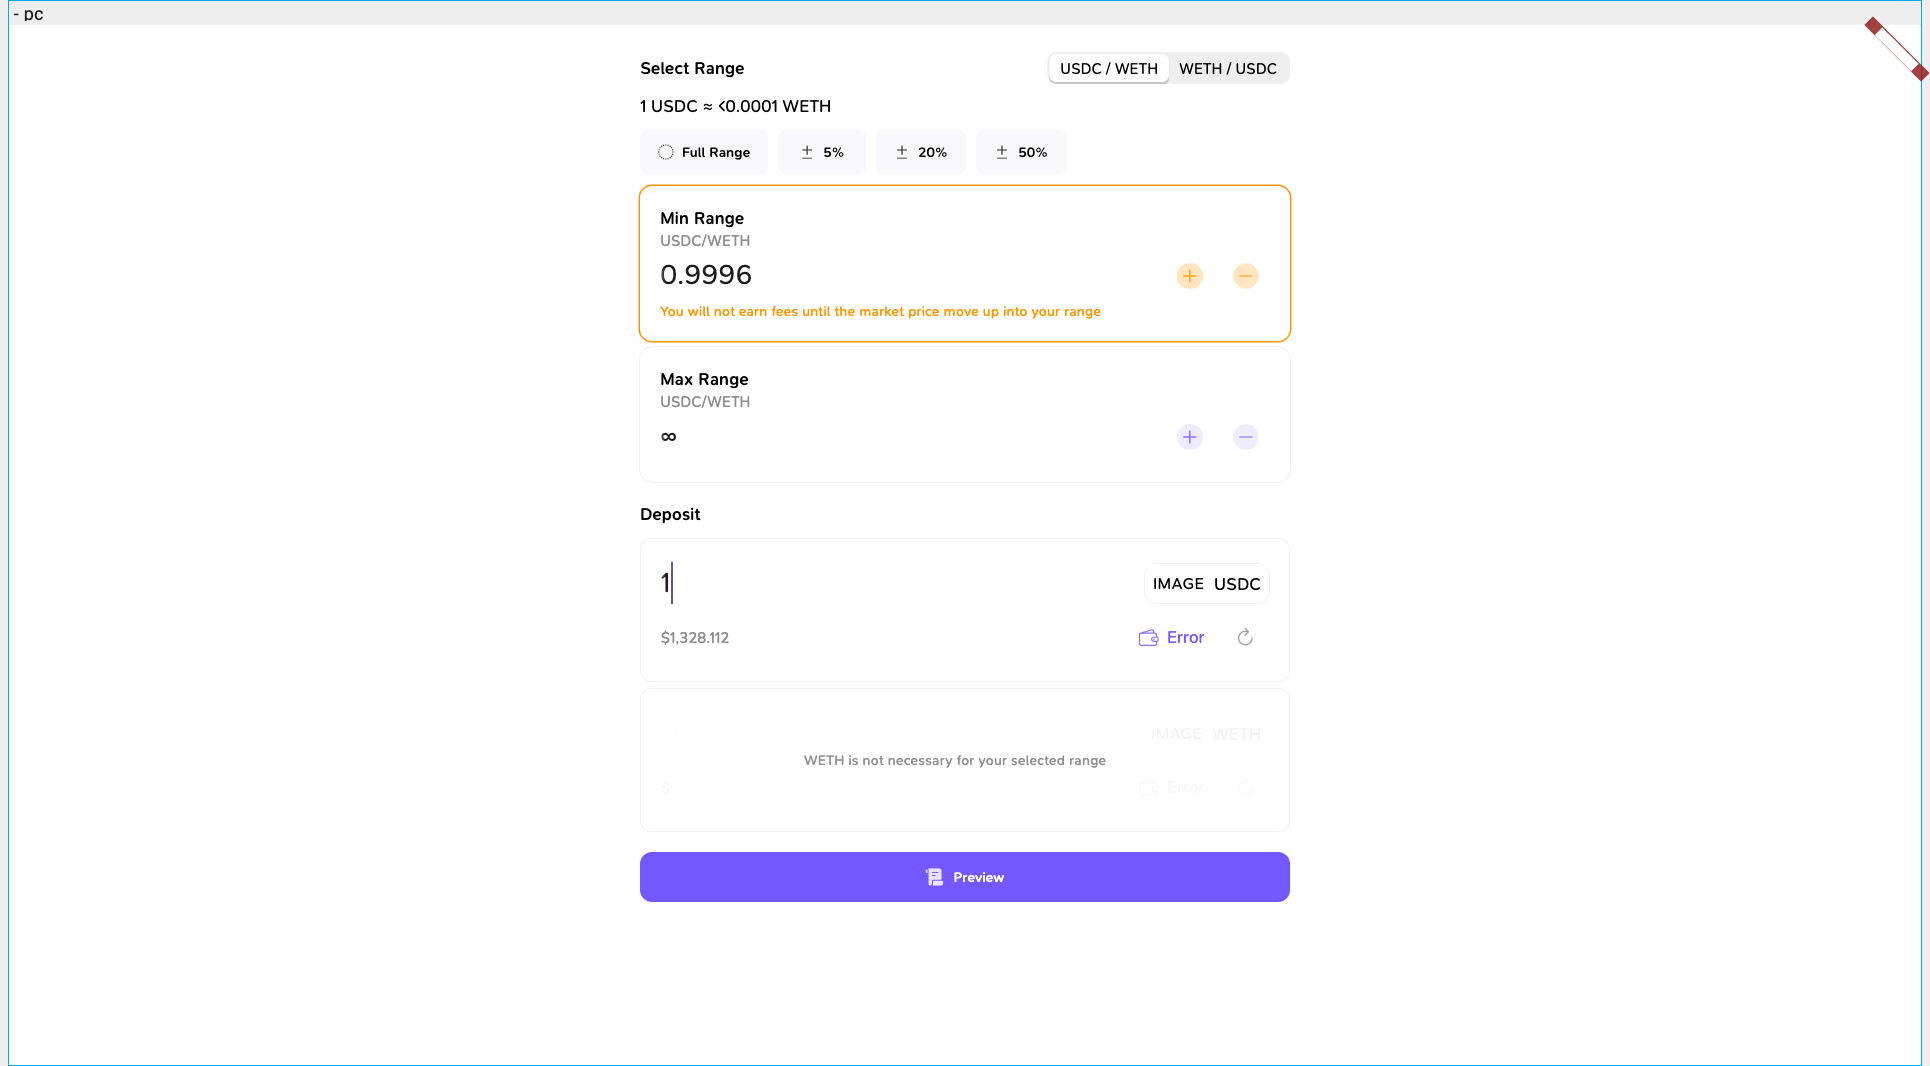 - pc
Select Range
USDC / WETH
WETH / USDC
1 USDC ≈ <0.0001 WETH
Full Range
± 5%
± 20%
± 50%
Min Range
USDC/WETH
0.9996
You will not earn fees until the market price move up into your range
Max Range
USDC/WETH
∞
Deposit
1
IMAGE USDC
$1,328.112
Error
IMAGE WETH
WETH is not necessary for your selected range
$-
Error
Preview